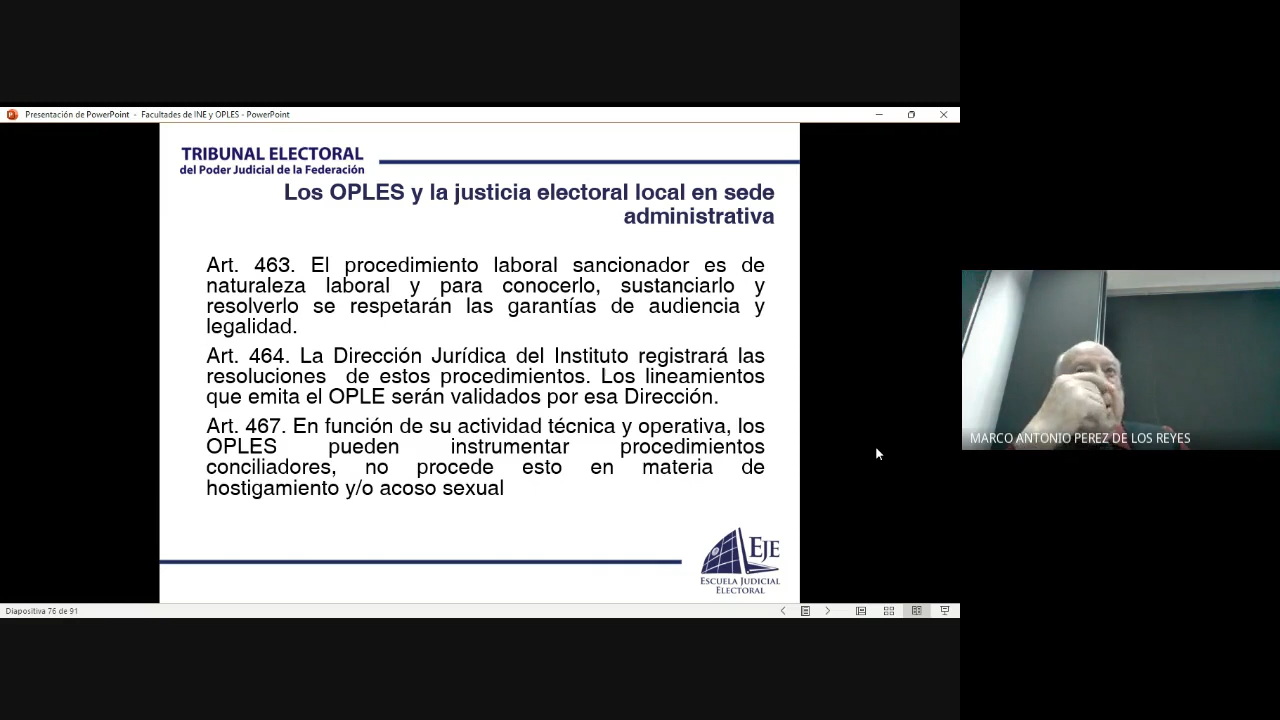 Presentación de PowerPoint - Facultades de INE y OPLES - PowerPoint
TRIBUNAL ELECTORAL
del Poder Judicial de la Federación
Los OPLES y la justicia electoral local en sede
administrativa
Art. 463. El procedimiento laboral sancionador es de
naturaleza laboral y para conocerlo, sustanciarlo y
resolverlo se respetarán las garantías de audiencia y
legalidad.
Art. 464. La Dirección Jurídica del Instituto registrará las
resoluciones de estos procedimientos. Los lineamientos
que emita el OPLE serán validados por esa Dirección.
Art. 467. En función de su actividad técnica y operativa, los
OPLES pueden instrumentar procedimientos
conciliadores, no procede esto en materia de
hostigamiento y/o acoso sexual
EJE
ESCUELA JUDICIAL
ELECTORAL
Diapositiva 76 de 91
MARCO ANTONIO PEREZ DE LOS REYES